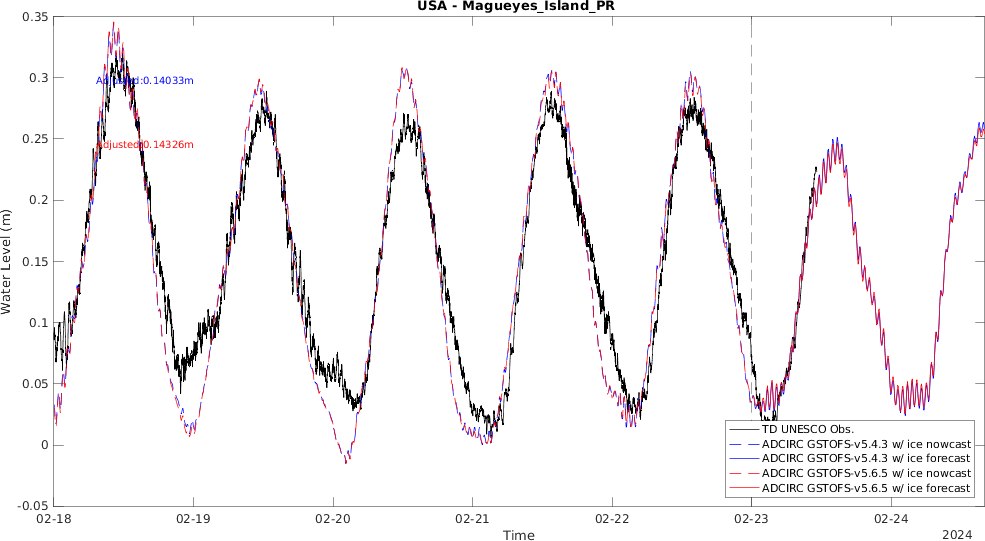 USA - Magueyes_Island_PR
0.35
0.3
0.25
0.2
0.15
0.1
0.05
0
-0.05
Water Level (m)
Adjusted:0.14033m
Adjusted:0.14326m
TD UNESCO Obs.
ADCIRC GSTOFS-v5.4.3 w/ ice nowcast
ADCIRC GSTOFS-v5.4.3 w/ ice forecast
ADCIRC GSTOFS-v5.6.5 w/ ice nowcast
ADCIRC GSTOFS-v5.6.5 w/ ice forecast
02-18 02-19 02-20 02-21 02-22 02-23 02-24
Time
2024